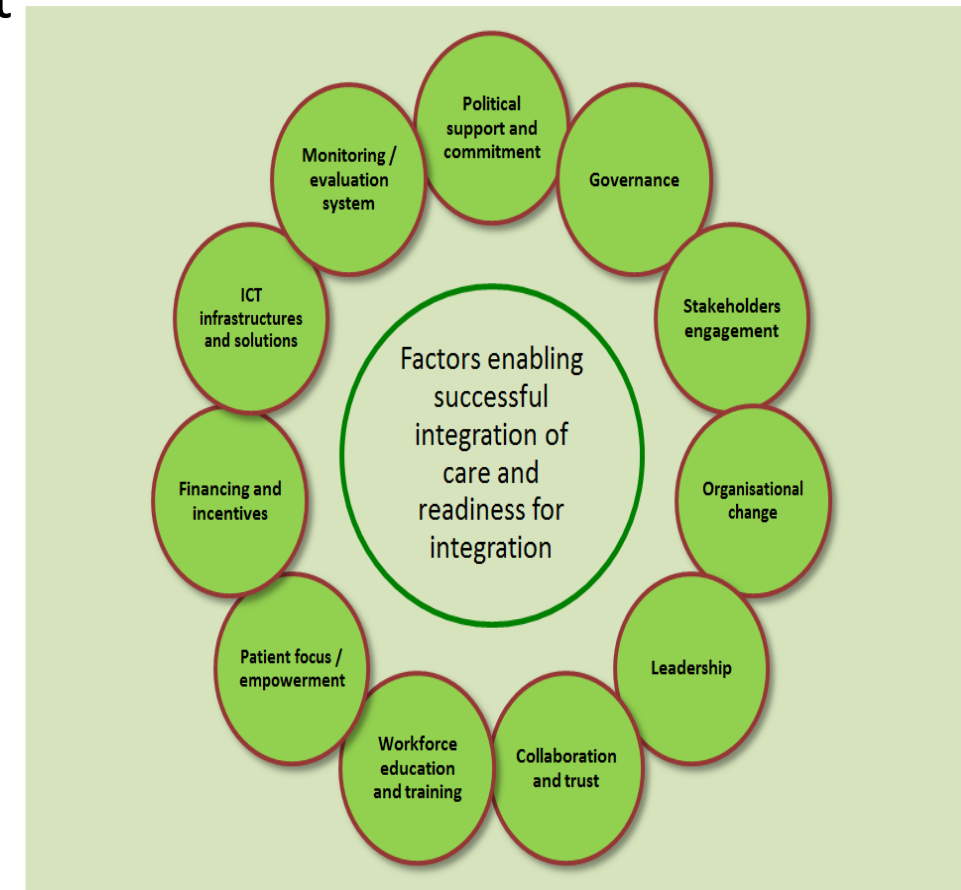 Political
support and
commitment
Governance
Stakeholders
engagement
Organisational
change
Leadership
Collaboration
and trust
Workforce
education
and training
Patient focus /
empowerment
Financing and
incentives
ICT
infrastructures
and solutions
Monitoring /
evaluation
system
Factors enabling
successful
integration of
care and
readiness for
integration